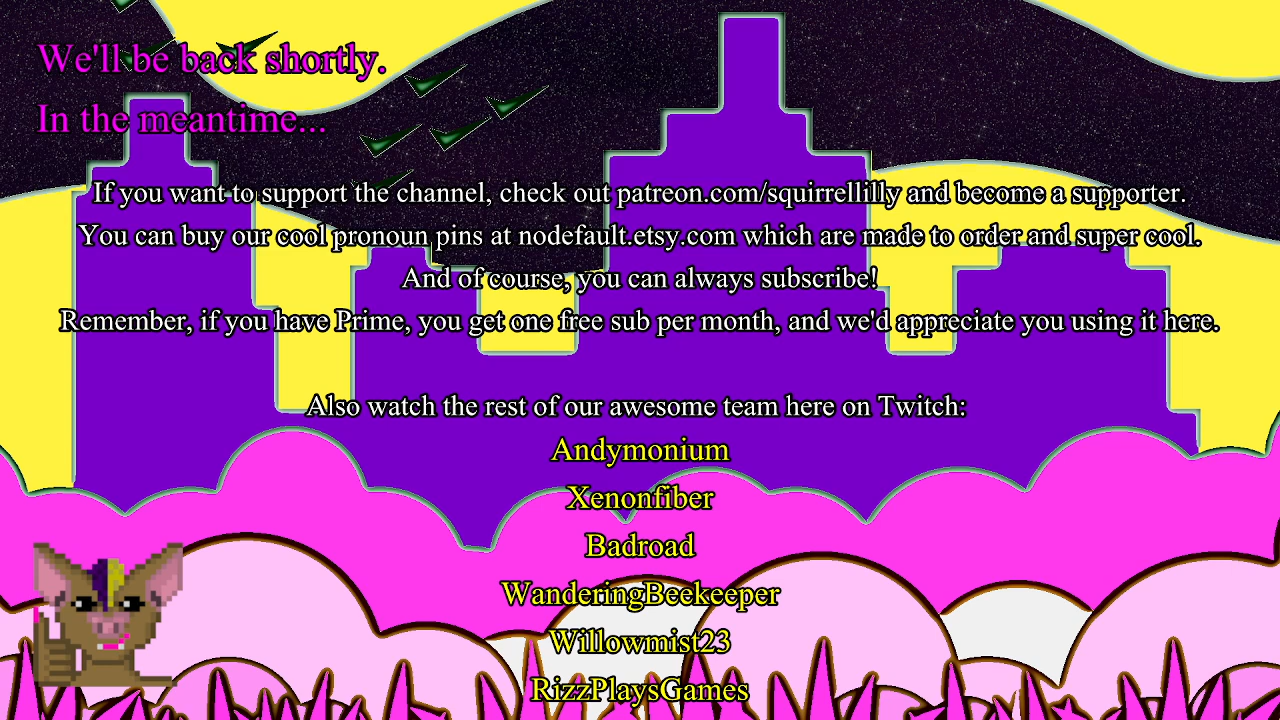 We'll be back shortly.
In the meantime...
If you want to support the channel, check out patreon.com/squirrellilly and become a supporter.
You can buy our cool pronoun pins at nodefault.etsy.com which are made to order and super cool.
And of course, you can always subscribe!
Remember, if you have Prime, you get one free sub per month, and we'd appreciate you using it here.
Also watch the rest of our awesome team here on Twitch:
Andymonium
Xenonfiber
Badroad
WanderingBeekeeper
Willowmist23
RizzPlaysGames